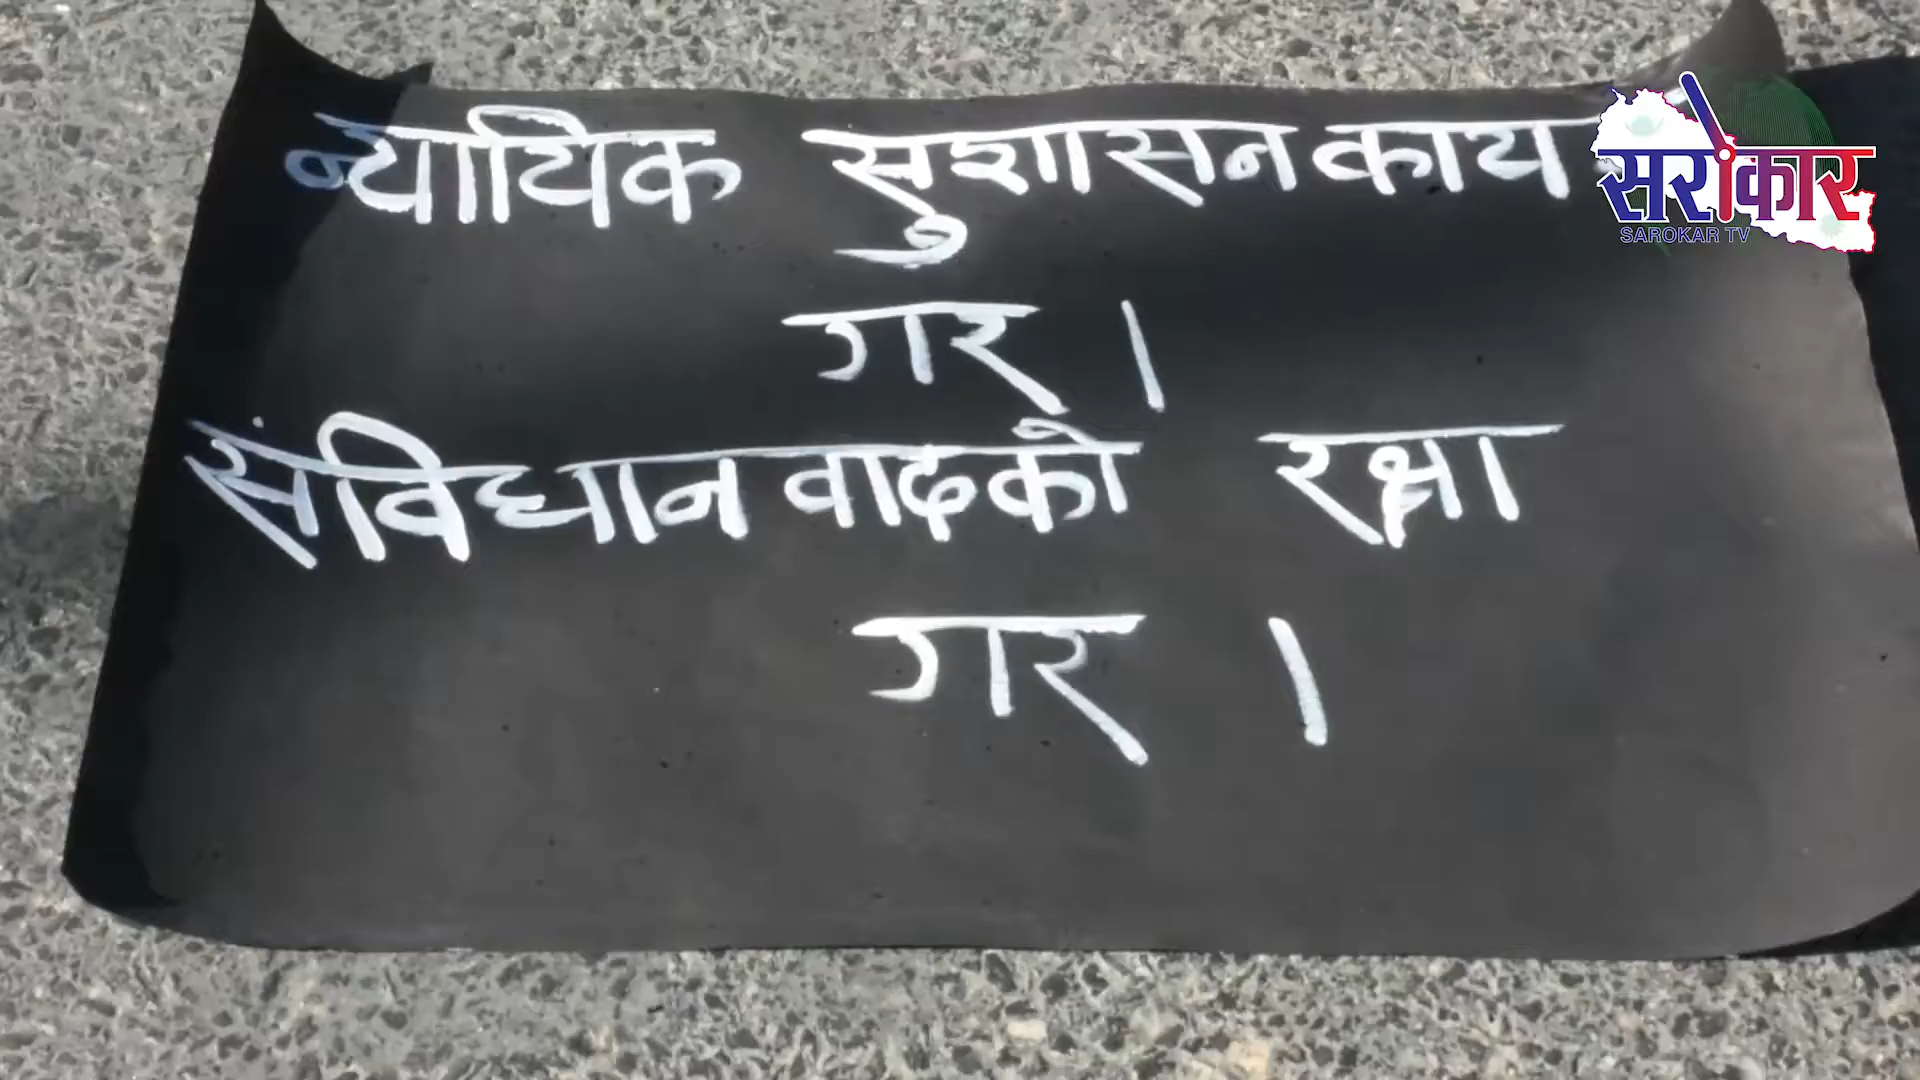 न्यायिक सुशासन काय
गर ।
संविधानवादको रक्षा
गर ।
सरोकार
SAROKAR TV